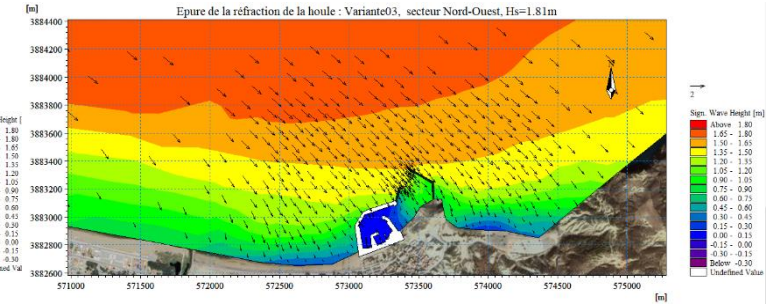 Epure de la réfraction de la houle : Variante03, secteur Nord-Ouest, Hs=1.81m
[m]
3884400
3884200
3884000
3883800
3883600
3883400
3883200
3883000
3882800
3882600
571000 572000 572500 573000 573500 574000 574500 575000
[m]
N
2
Height [
1.80
1.80
1.65
1.50
1.35
1.20
1.05
0.90
0.75
0.60
0.45
0.30
0.15
0.00
-0.15
-0.30
ned Val
Sign. Wave Height [m]
Above 1.80
1.65 - 1.80
1.50 - 1.65
1.35 - 1.50
1.20 - 1.35
1.05 - 1.20
0.90 - 1.05
0.75 - 0.90
0.60 - 0.75
0.45 - 0.60
0.30 - 0.45
0.15 - 0.30
0.00 - 0.15
-0.15 - 0.00
-0.30 - -0.15
Below -0.30
Undefined Value